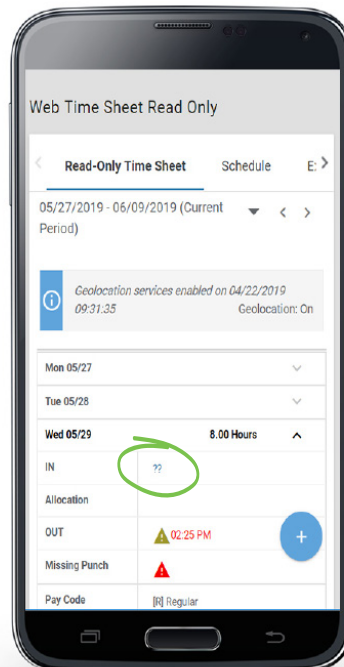 Web Time Sheet Read Only
Read-Only Time Sheet Schedule E:
05/27/2019 - 06/09/2019 (Current
Period)
Geolocation services enabled on 04/22/2019
09:31:35 Geolocation: On
Mon 05/27
Tue 05/28
Wed 05/29 8.00 Hours
IN ??
Allocation
OUT 02:25 PM
Missing Punch
Pay Code [R] Regular